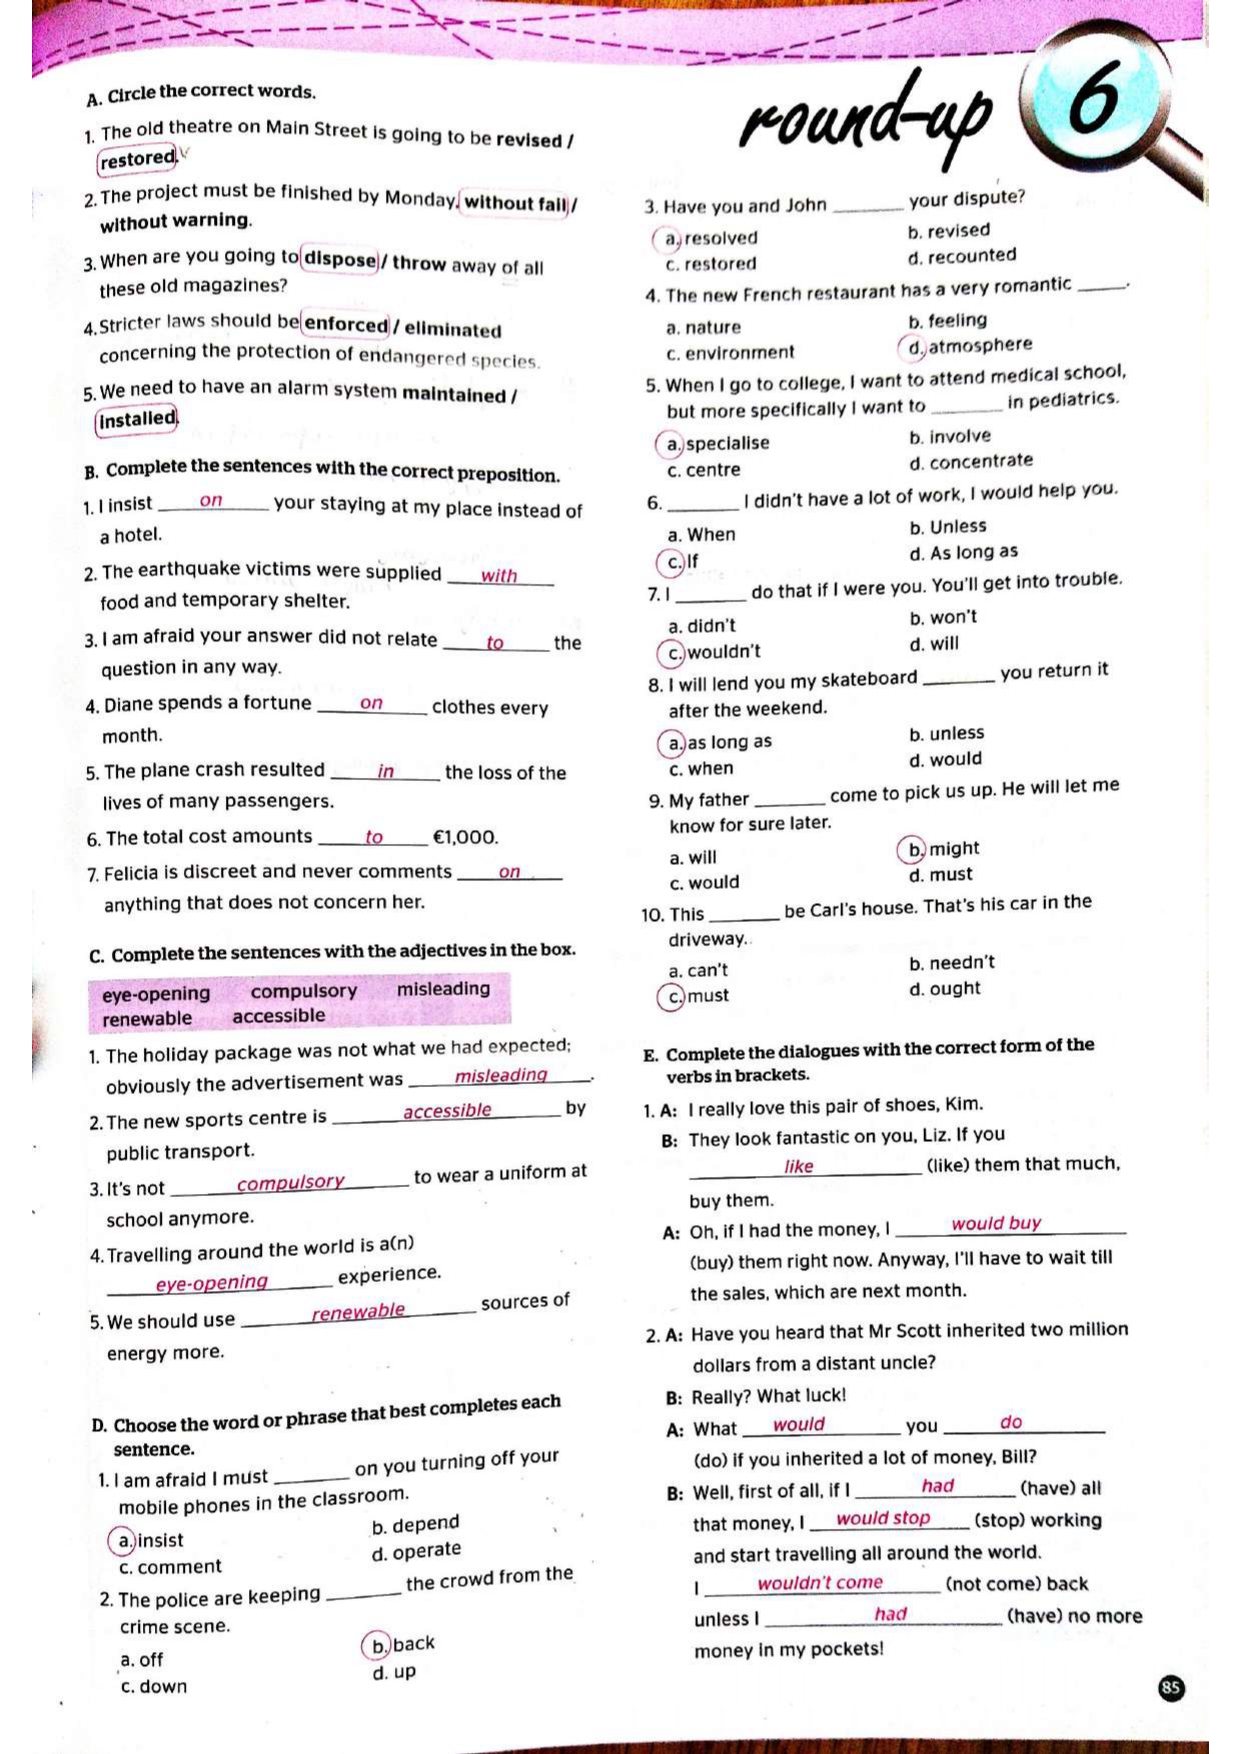 round-up 6
A. Circle the correct words.
1. The old theatre on Main Street is going to be revised /
restored.
2. The project must be finished by Monday, without fail /
without warning.
3. When are you going to dispose / throw away of all
these old magazines?
4. Stricter laws should be enforced / eliminated
concerning the protection of endangered species.
5. We need to have an alarm system maintained /
installed.
B. Complete the sentences with the correct preposition.
1. I insist on your staying at my place instead of
a hotel.
2. The earthquake victims were supplied with
food and temporary shelter.
3. I am afraid your answer did not relate to the
question in any way.
4. Diane spends a fortune on clothes every
month.
5. The plane crash resulted in the loss of the
lives of many passengers.
6. The total cost amounts to €1,000.
7. Felicia is discreet and never comments on
anything that does not concern her.
C. Complete the sentences with the adjectives in the box.
eye-opening compulsory misleading
renewable accessible
1. The holiday package was not what we had expected;
obviously the advertisement was misleading.
2. The new sports centre is accessible by
public transport.
3. It's not compulsory to wear a uniform at
school anymore.
4. Travelling around the world is a(n)
eye-opening experience.
5. We should use renewable sources of
energy more.
D. Choose the word or phrase that best completes each
sentence.
1. I am afraid I must ______ on you turning off your
mobile phones in the classroom.
a. insist b. depend
c. comment d. operate
2. The police are keeping ______ the crowd from the
crime scene.
a. off b. back
c. down d. up
3. Have you and John ______ your dispute?
a. resolved b. revised
c. restored d. recounted
4. The new French restaurant has a very romantic ______.
a. nature b. feeling
c. environment d. atmosphere
5. When I go to college, I want to attend medical school,
but more specifically I want to ______ in pediatrics.
a. specialise b. involve
c. centre d. concentrate
6. ______ I didn't have a lot of work, I would help you.
a. When b. Unless
c. If d. As long as
7. I ______ do that if I were you. You'll get into trouble.
a. didn't b. won't
c. wouldn't d. will
8. I will lend you my skateboard ______ you return it
after the weekend.
a. as long as b. unless
c. when d. would
9. My father ______ come to pick us up. He will let me
know for sure later.
a. will b. might
c. would d. must
10. This ______ be Carl's house. That's his car in the
driveway.
a. can't b. needn't
c. must d. ought
E. Complete the dialogues with the correct form of the
verbs in brackets.
1. A: I really love this pair of shoes, Kim.
B: They look fantastic on you, Liz. If you
like (like) them that much,
buy them.
A: Oh, if I had the money, I would buy
(buy) them right now. Anyway, I'll have to wait till
the sales, which are next month.
2. A: Have you heard that Mr Scott inherited two million
dollars from a distant uncle?
B: Really? What luck!
A: What would you do
(do) if you inherited a lot of money, Bill?
B: Well, first of all, if I had (have) all
that money, I would stop (stop) working
and start travelling all around the world.
I wouldn't come (not come) back
unless I had (have) no more
money in my pockets!
85